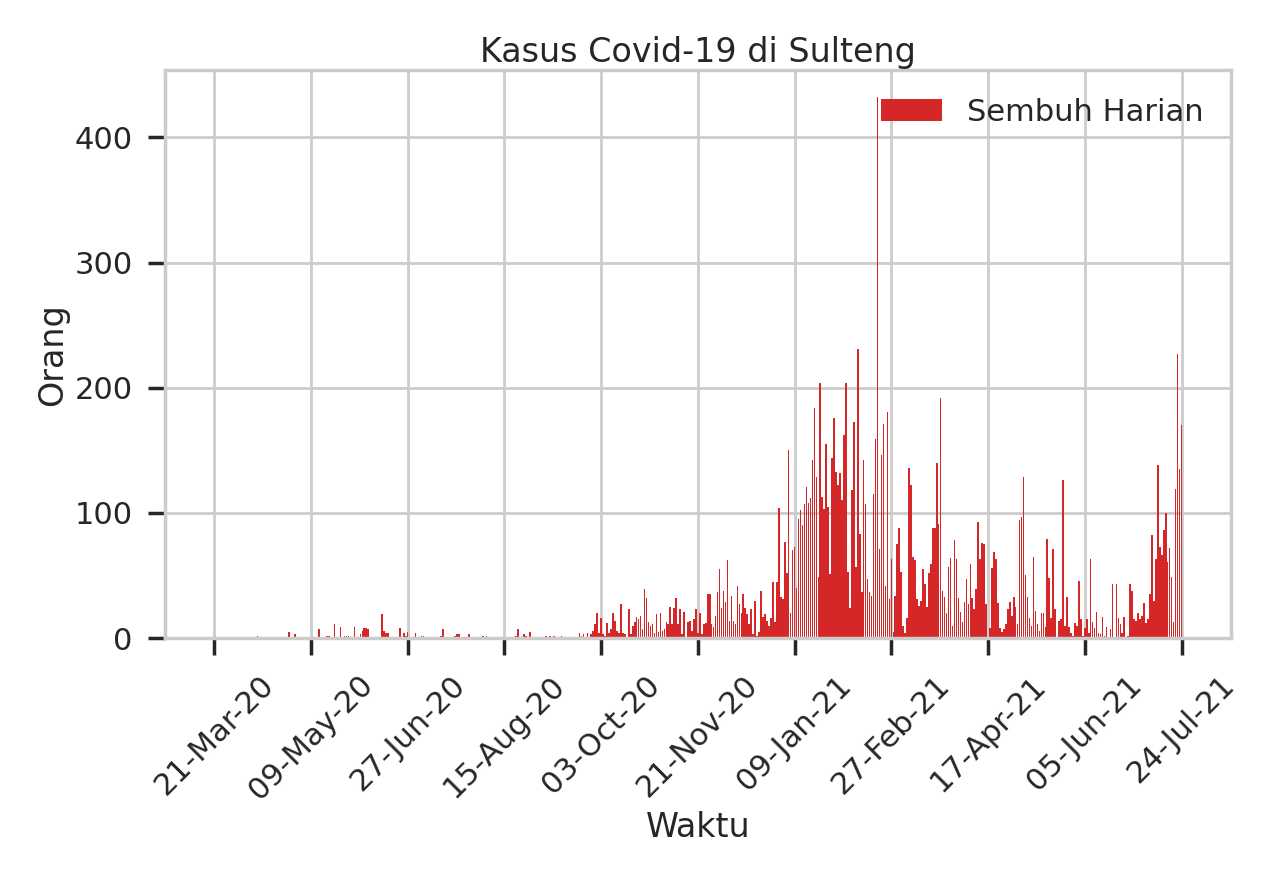 Kasus Covid-19 di Sulteng
Sembuh Harian
Orang
400
300
200
100
0
21-Mar-20
09-May-20
27-Jun-20
15-Aug-20
03-Oct-20
21-Nov-20
09-Jan-21
27-Feb-21
17-Apr-21
05-Jun-21
24-Jul-21
Waktu